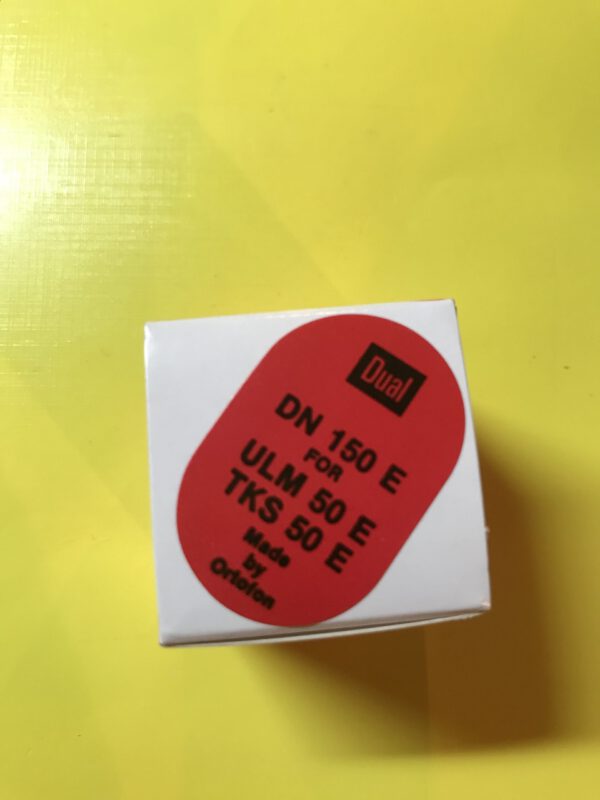 Dual
DN 150 E
FOR
ULM 50 E
TKS 50 E
Made
by
Ortofon